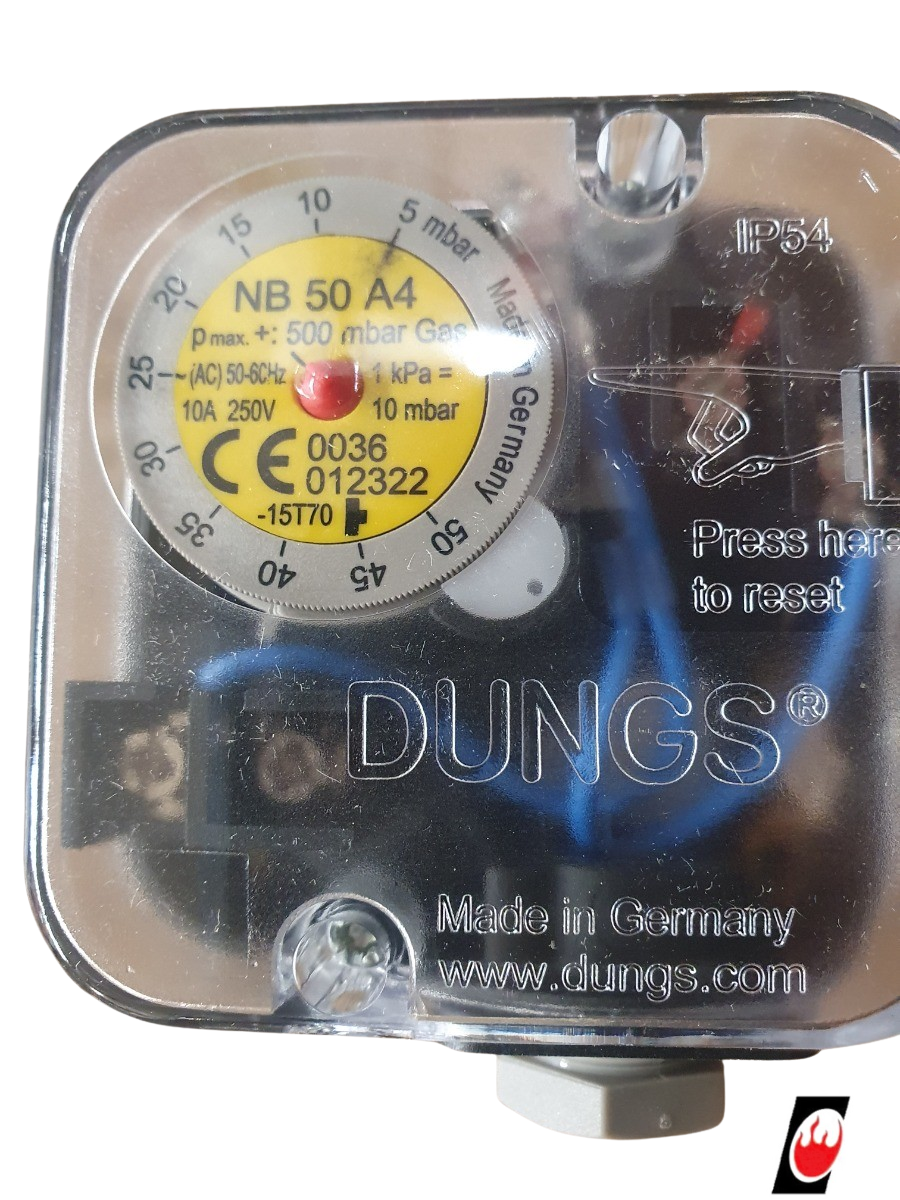 5 mbar
10
15
20
25
30
35
40
45
50
Made in Germany
NB 50 A4
p max. +: 500 mbar Gas
~(AC) 50-60Hz 1 kPa =
10A 250V 10 mbar
CE 0036
012322
-15T70
IP54
Press here
to reset
DUNGS®
Made in Germany
www.dungs.com